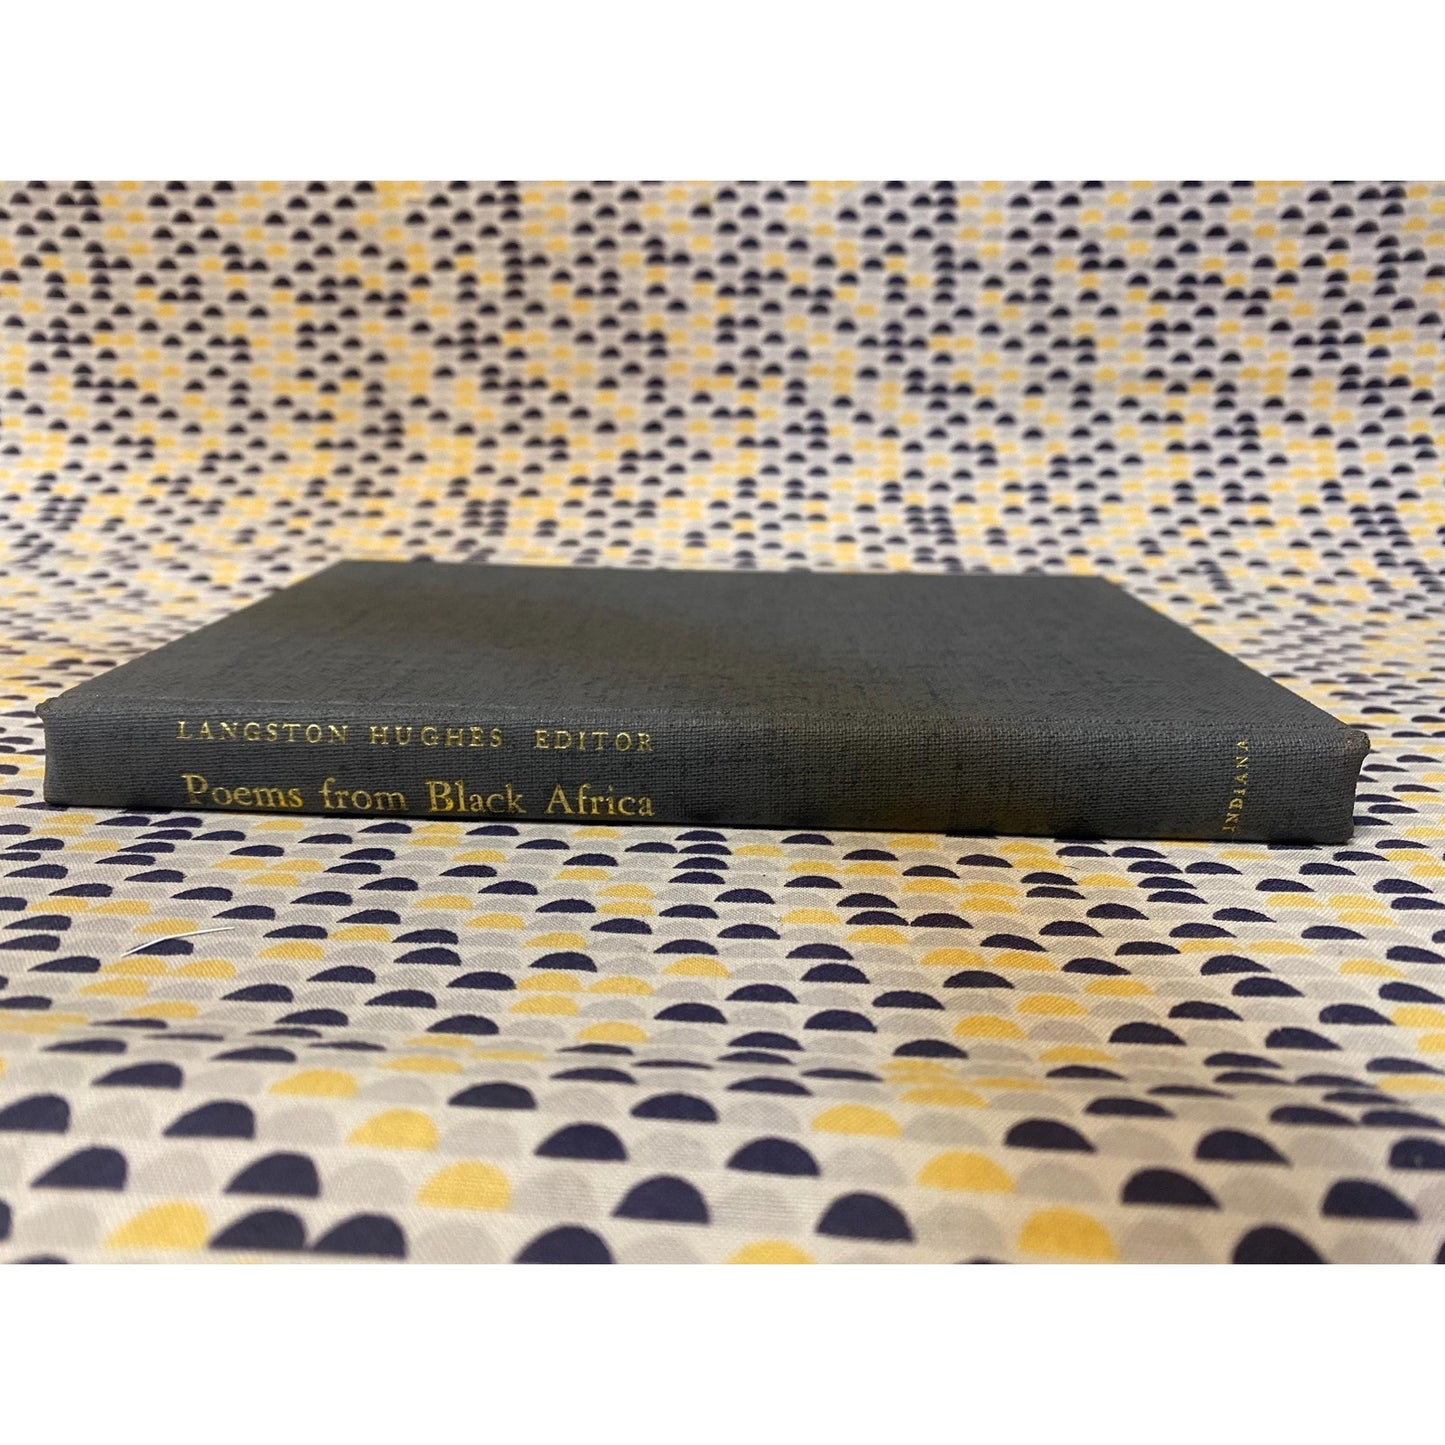 LANGSTON HUGHES EDITOR
Poems from Black Africa
INDIANA